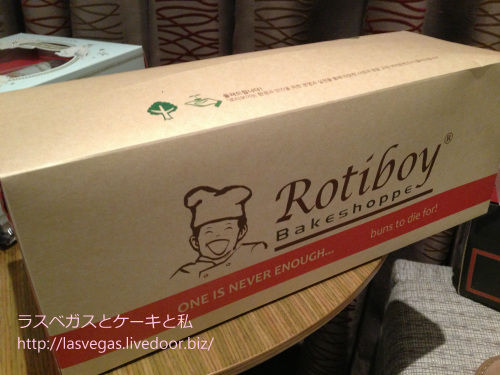 Rotiboy®
Bakeshoppe
ONE IS NEVER ENOUGH... buns to die for!
ラスベガスとケーキと私
http://lasvegas.livedoor.biz/